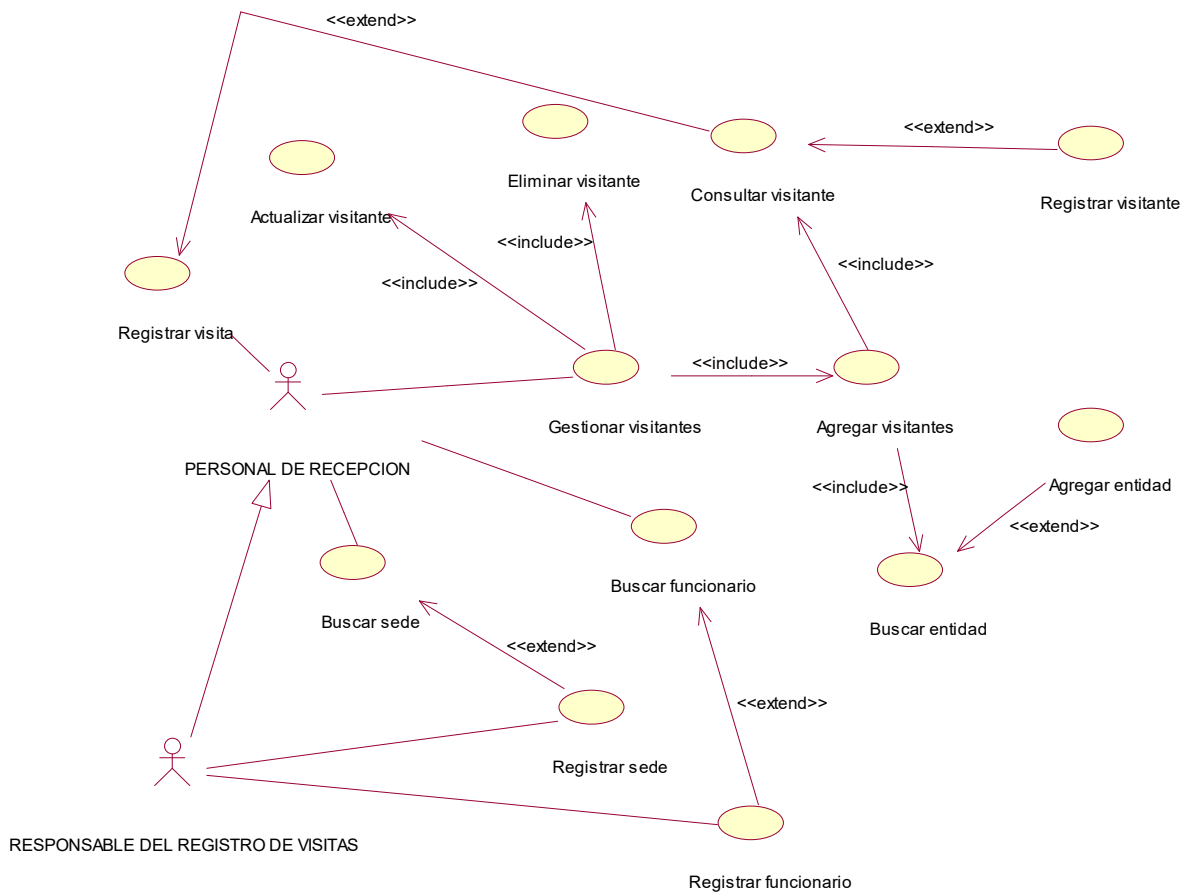 <<extend>>
<<extend>>
Eliminar visitante
Consultar visitante
Registrar visitante
Actualizar visitante
<<include>>
<<include>>
<<include>>
Registrar visita
<<include>>
Gestionar visitantes
Agregar visitantes
PERSONAL DE RECEPCION
<<include>>
Agregar entidad
<<extend>>
Buscar funcionario
Buscar sede
Buscar entidad
<<extend>>
<<extend>>
Registrar sede
RESPONSABLE DEL REGISTRO DE VISITAS
Registrar funcionario